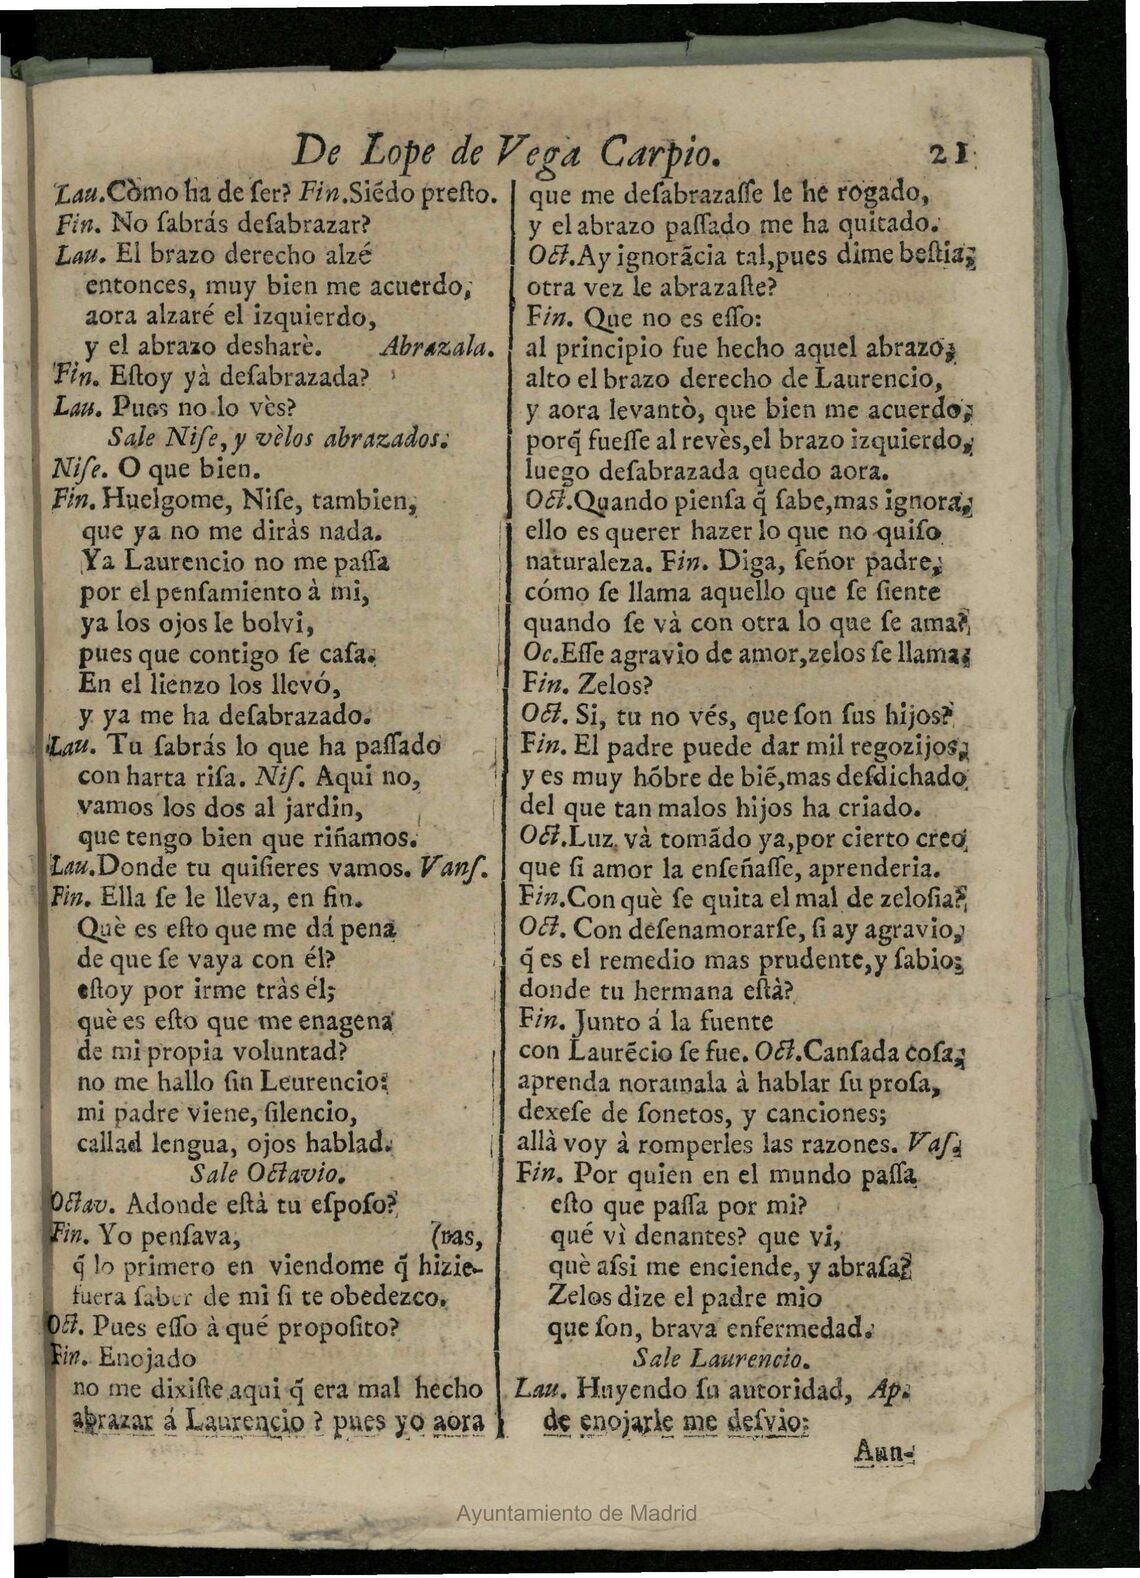 De Lope de Vega Carpio. 21
Lau.Còmo ha de ſer? Fin.Siẽdo preſto.
Fin. No ſabrás deſabrazar?
Lau. El brazo derecho alzé
entonces, muy bien me acuerdo,
aora alzaré el izquierdo,
y el abrazo desharè. Abrazala.
Fin. Eſtoy yà deſabrazada?
Lau. Pues no lo vès?
Sale Niſe, y vèlos abrazados.
Niſe. O que bien.
Fin. Huelgome, Niſe, tambien,
que ya no me diràs nada.
Ya Laurencio no me paſſa
por el penſamiento à mi,
ya los ojos le bolvi,
pues que contigo ſe caſa.
En el lienzo los llevó,
y ya me ha deſabrazado.
Lau. Tu ſabrás lo que ha paſſado
con harta riſa. Niſ. Aqui no,
vamos los dos al jardin,
que tengo bien que riñamos.
Lau.Donde tu quiſieres vamos. Vanſ.
Fin. Ella ſe le lleva, en fin.
Què es eſto que me dá pena
de que ſe vaya con él?
eſtoy por irme tràs él;
què es eſto que me enagena
de mi propia voluntad?
no me hallo ſin Leurencio:
mi padre viene, ſilencio,
callad lengua, ojos hablad.
Sale Octavio.
Octav. Adonde eſtà tu eſpoſo?
Fin. Yo penſava, (ras,
q̃ lo primero en viendome q̃ hizie-
fuera ſaber de mi ſi te obedezco.
Oct. Pues eſſo à qué propoſito?
Fin. Enojado
no me dixiſte aqui q̃ era mal hecho
abrazar á Laurencio ? pues yo aora
que me deſabrazaſſe le he rogado,
y el abrazo paſſado me ha quitado.
Oct.Ay ignorãcia tal,pues dime beſtia,
otra vez le abrazaſte?
Fin. Que no es eſſo:
al principio fue hecho aquel abrazo,
alto el brazo derecho de Laurencio,
y aora levantò, que bien me acuerdo,
porq̃ fueſſe al revès,el brazo izquierdo,
luego deſabrazada quedo aora.
Oct.Quando pienſa q̃ ſabe,mas ignora,
ello es querer hazer lo que no quiſo
naturaleza. Fin. Diga, ſeñor padre,
cómo ſe llama aquello que ſe ſiente
quando ſe và con otra lo que ſe ama?
Oc.Eſſe agravio de amor,zelos ſe llama.
Fin. Zelos?
Oct. Si, tu no vés, que ſon ſus hijos?
Fin. El padre puede dar mil regozijos,
y es muy hõbre de biẽ,mas deſdichado
del que tan malos hijos ha criado.
Oct.Luz và tomãdo ya,por cierto creo
que ſi amor la enſeñaſſe, aprenderia.
Fin.Con què ſe quita el mal de zeloſia?
Oct. Con deſenamorarſe, ſi ay agravio,
q̃ es el remedio mas prudente,y ſabio;
donde tu hermana eſtà?
Fin. Junto á la fuente
con Laurẽcio ſe fue. Oct.Canſada coſa,
aprenda noramala à hablar ſu proſa,
dexeſe de ſonetos, y canciones;
allà voy à romperles las razones. Vaſ.
Fin. Por quien en el mundo paſſa
eſto que paſſa por mi?
qué vì denantes? que vi,
què aſsi me enciende, y abraſa?
Zelos dize el padre mio
que ſon, brava enfermedad.
Sale Laurencio.
Lau. Huyendo ſu autoridad, Ap.
de enojarle me deſvio:
Aun-
Ayuntamiento de Madrid